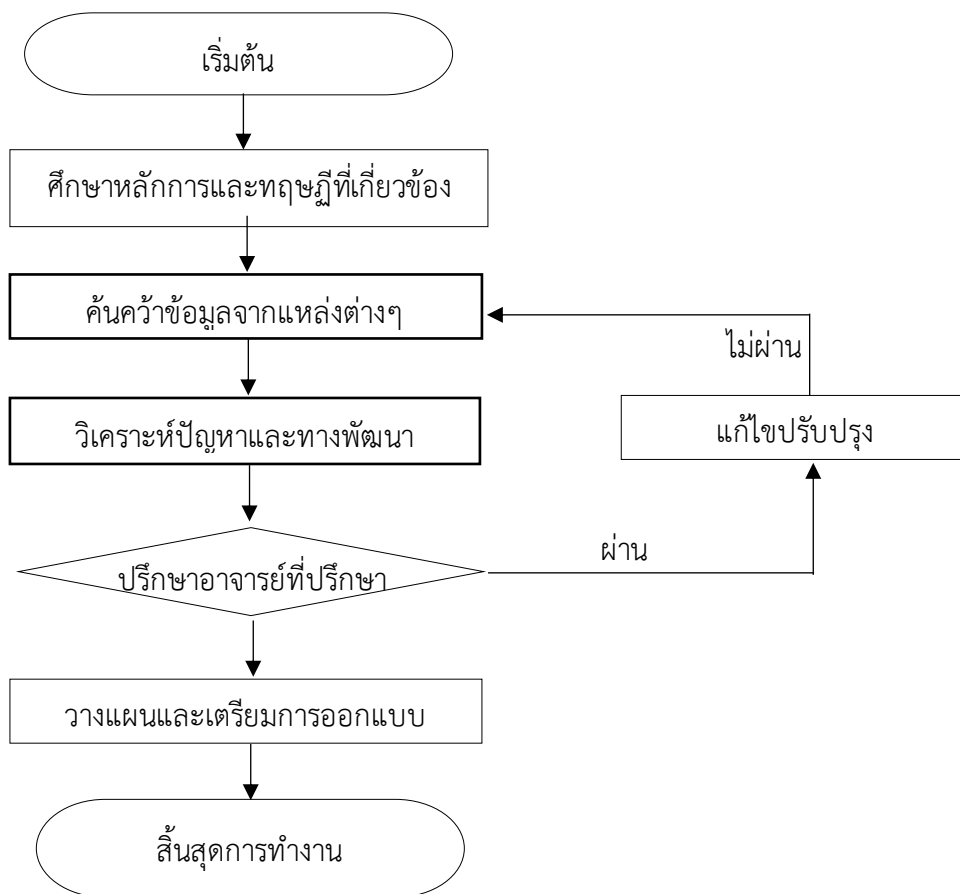 เริ่มต้น
ศึกษาหลักการและทฤษฏีที่เกี่ยวข้อง
ค้นคว้าข้อมูลจากแหล่งต่างๆ
ไม่ผ่าน
วิเคราะห์ปัญหาและทางพัฒนา
แก้ไขปรับปรุง
ผ่าน
ปรึกษาอาจารย์ที่ปรึกษา
วางแผนและเตรียมการออกแบบ
สิ้นสุดการทำงาน